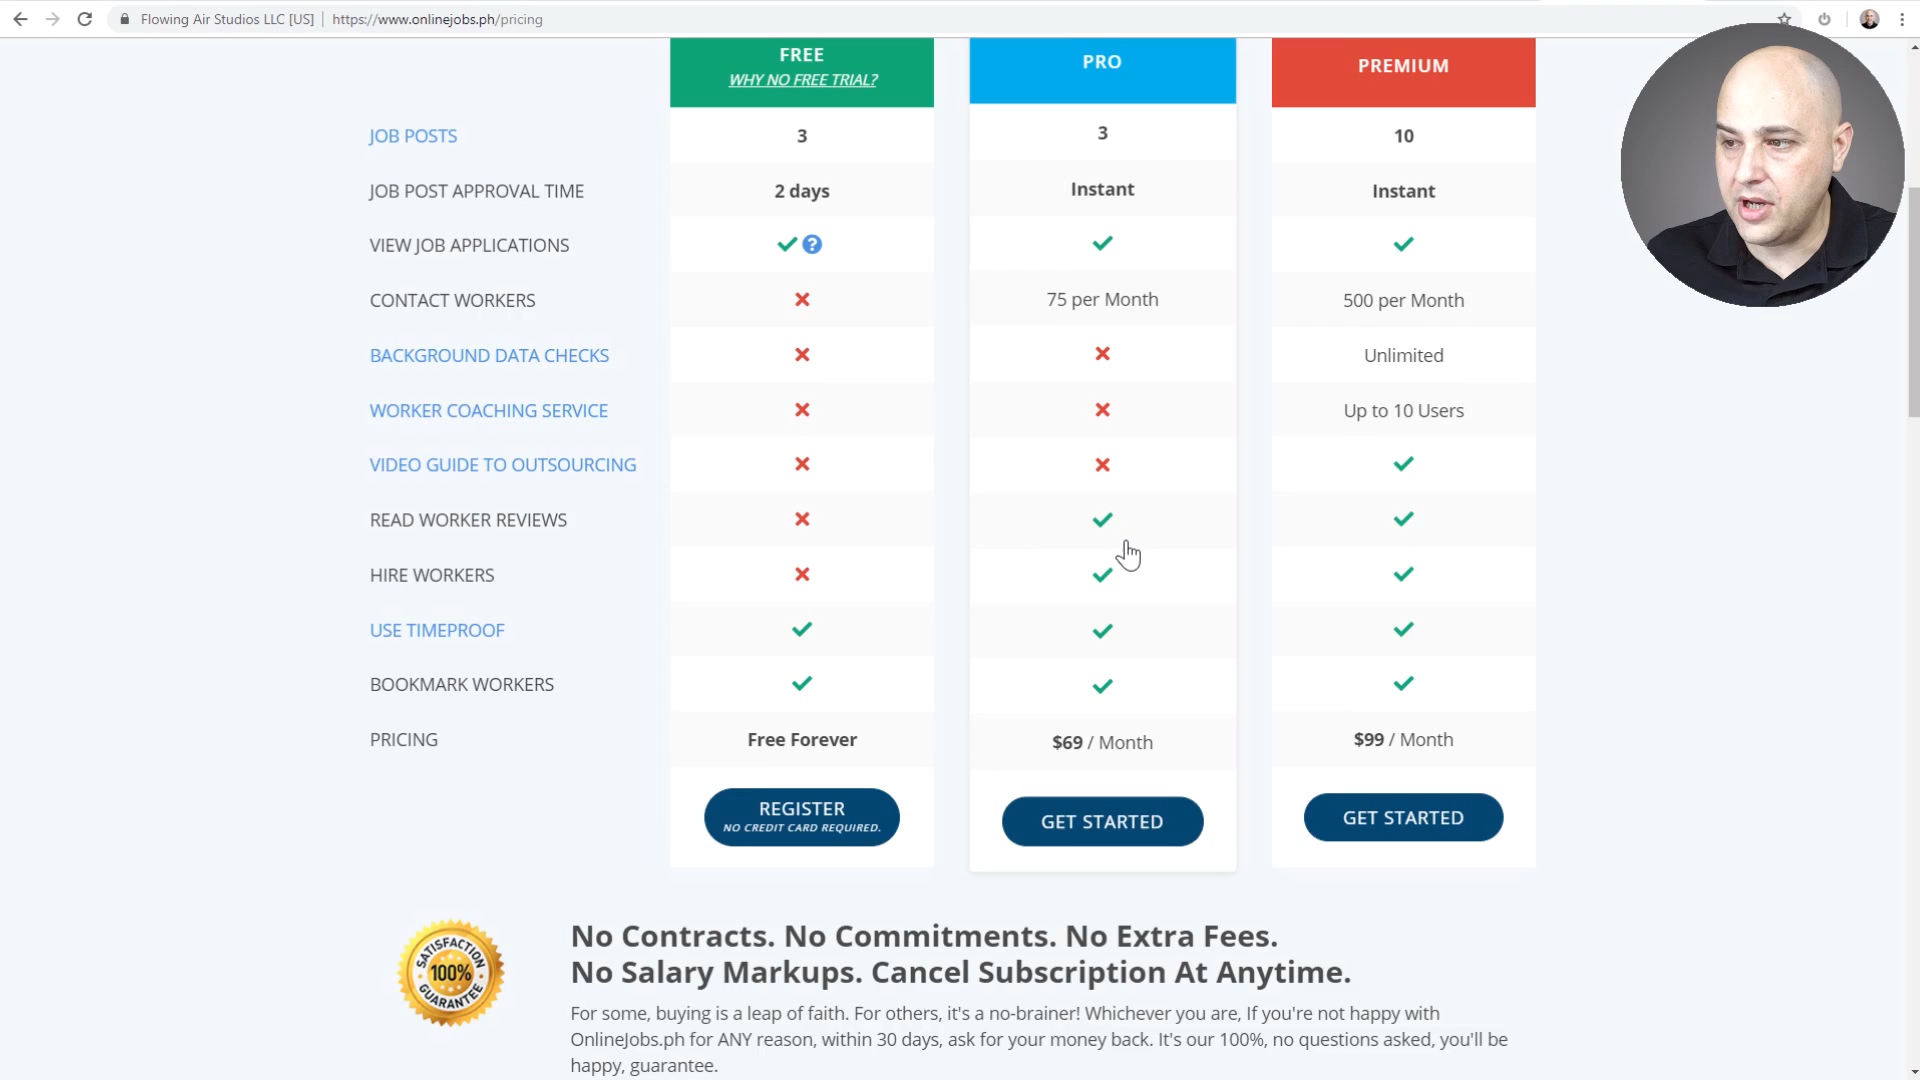 Flowing Air Studios LLC [US] | https://www.onlinejobs.ph/pricing
FREE PRO PREMIUM
WHY NO FREE TRIAL?
JOB POSTS 3 3 10
JOB POST APPROVAL TIME 2 days Instant Instant
VIEW JOB APPLICATIONS
CONTACT WORKERS 75 per Month 500 per Month
BACKGROUND DATA CHECKS Unlimited
WORKER COACHING SERVICE Up to 10 Users
VIDEO GUIDE TO OUTSOURCING
READ WORKER REVIEWS
HIRE WORKERS
USE TIMEPROOF
BOOKMARK WORKERS
PRICING Free Forever $69 / Month $99 / Month
REGISTER GET STARTED GET STARTED
NO CREDIT CARD REQUIRED.
SATISFACTION
100%
GUARANTEE
No Contracts. No Commitments. No Extra Fees.
No Salary Markups. Cancel Subscription At Anytime.
For some, buying is a leap of faith. For others, it's a no-brainer! Whichever you are, If you're not happy with
OnlineJobs.ph for ANY reason, within 30 days, ask for your money back. It's our 100%, no questions asked, you'll be
happy, guarantee.